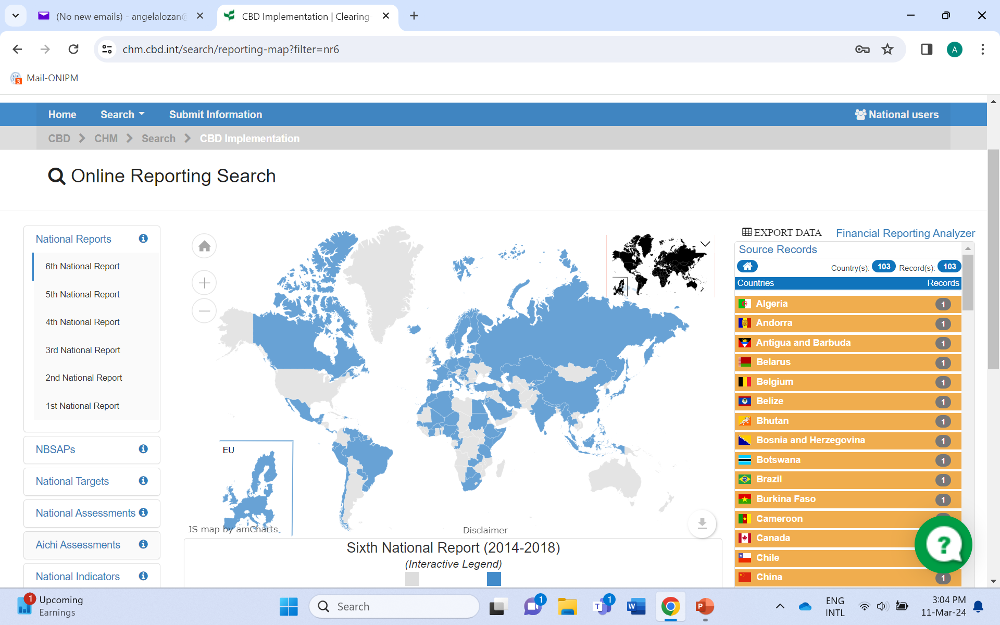 (No new emails) - angelalozan@
CBD Implementation | Clearing-
chm.cbd.int/search/reporting-map?filter=nr6
A
Mail-ONIPM
Home Search Submit Information National users
CBD CHM Search CBD Implementation
Online Reporting Search
National Reports
6th National Report
5th National Report
4th National Report
3rd National Report
2nd National Report
1st National Report
NBSAPs
National Targets
National Assessments
Aichi Assessments
National Indicators
EU
JS map by amCharts
Disclaimer
Sixth National Report (2014-2018)
(Interactive Legend)
EXPORT DATA Financial Reporting Analyzer
Source Records
Country(s): 103 Record(s): 103
Countries Records
Algeria 1
Andorra 1
Antigua and Barbuda 1
Belarus 1
Belgium 1
Belize 1
Bhutan 1
Bosnia and Herzegovina 1
Botswana 1
Brazil 1
Burkina Faso 1
Cameroon
Canada
Chile
China 1
?
1 Upcoming
Earnings
Search
1
T 1
W
P
ENG
INTL
3:04 PM
11-Mar-24